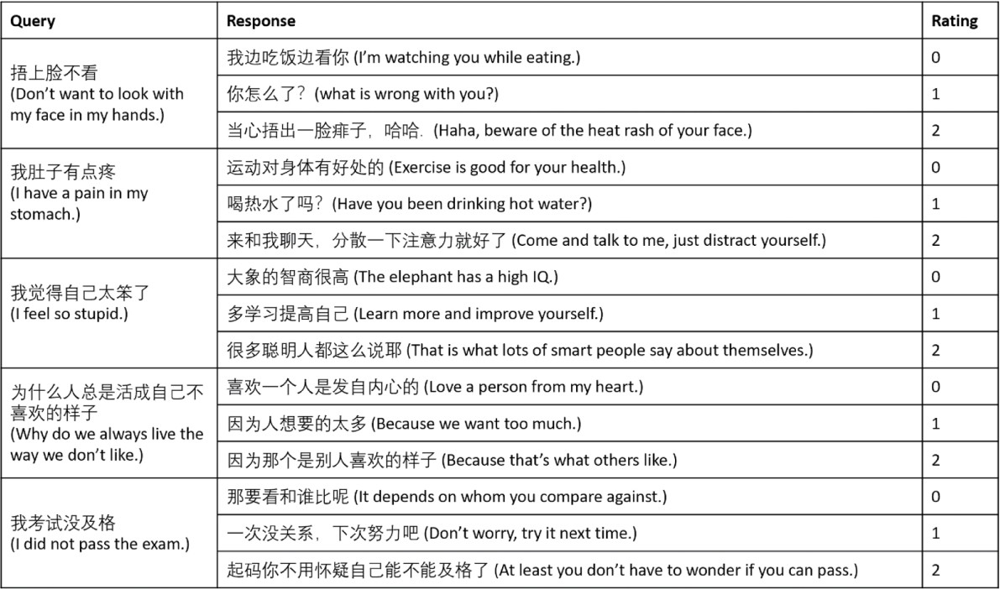 Query Response Rating
捂上脸不看
(Don't want to look with
my face in my hands.)
我边吃饭边看你 (I'm watching you while eating.) 0
你怎么了？(what is wrong with you?) 1
当心捂出一脸痱子，哈哈. (Haha, beware of the heat rash of your face.) 2
我肚子有点疼
(I have a pain in my
stomach.)
运动对身体有好处的 (Exercise is good for your health.) 0
喝热水了吗？(Have you been drinking hot water?) 1
来和我聊天，分散一下注意力就好了 (Come and talk to me, just distract yourself.) 2
我觉得自己太笨了
(I feel so stupid.)
大象的智商很高 (The elephant has a high IQ.) 0
多学习提高自己 (Learn more and improve yourself.) 1
很多聪明人都这么说耶 (That is what lots of smart people say about themselves.) 2
为什么人总是活成自己不
喜欢的样子
(Why do we always live the
way we don't like.)
喜欢一个人是发自内心的 (Love a person from my heart.) 0
因为人想要的太多 (Because we want too much.) 1
因为那个是别人喜欢的样子 (Because that's what others like.) 2
我考试没及格
(I did not pass the exam.)
那要看和谁比呢 (It depends on whom you compare against.) 0
一次没关系，下次努力吧 (Don't worry, try it next time.) 1
起码你不用怀疑自己能不能及格了 (At least you don't have to wonder if you can pass.) 2